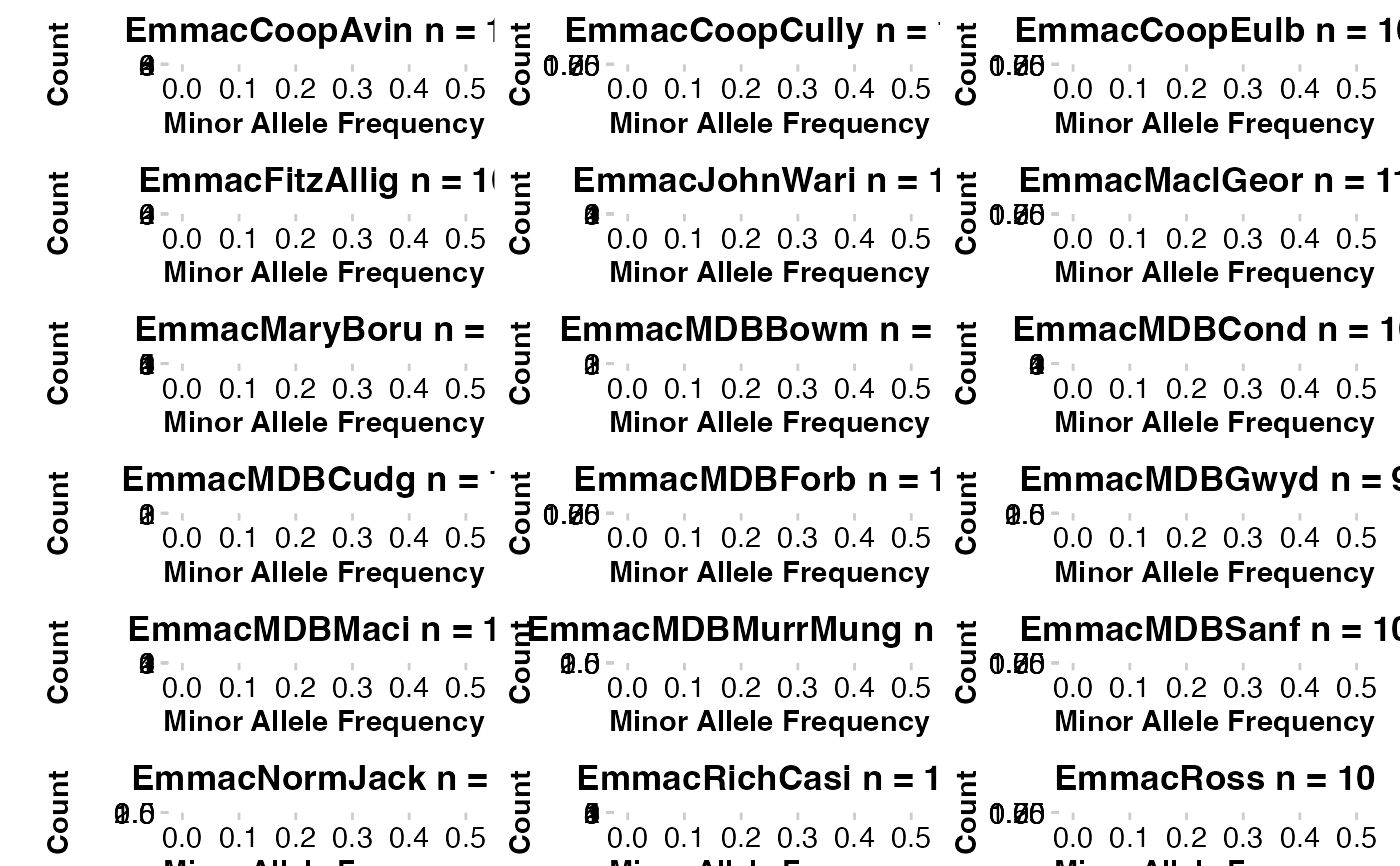 EmmacCoopAvin n = 1
Count
0.0 0.1 0.2 0.3 0.4 0.5
Minor Allele Frequency
EmmacCoopCully n =
Count
0.0 0.1 0.2 0.3 0.4 0.5
Minor Allele Frequency
EmmacCoopEulb n = 10
Count
0.0 0.1 0.2 0.3 0.4 0.5
Minor Allele Frequency
EmmacFitzAllig n = 10
Count
0.0 0.1 0.2 0.3 0.4 0.5
Minor Allele Frequency
EmmacJohnWari n = 1
Count
0.0 0.1 0.2 0.3 0.4 0.5
Minor Allele Frequency
EmmacMaclGeor n = 11
Count
0.0 0.1 0.2 0.3 0.4 0.5
Minor Allele Frequency
EmmacMaryBoru n =
Count
0.0 0.1 0.2 0.3 0.4 0.5
Minor Allele Frequency
EmmacMDBBowm n =
Count
0.0 0.1 0.2 0.3 0.4 0.5
Minor Allele Frequency
EmmacMDBCond n = 10
Count
0.0 0.1 0.2 0.3 0.4 0.5
Minor Allele Frequency
EmmacMDBCudg n =
Count
0.0 0.1 0.2 0.3 0.4 0.5
Minor Allele Frequency
EmmacMDBForb n = 1
Count
0.0 0.1 0.2 0.3 0.4 0.5
Minor Allele Frequency
EmmacMDBGwyd n = 9
Count
0.0 0.1 0.2 0.3 0.4 0.5
Minor Allele Frequency
EmmacMDBMaci n = 1
Count
0.0 0.1 0.2 0.3 0.4 0.5
Minor Allele Frequency
EmmacMDBMurrMung n
Count
0.0 0.1 0.2 0.3 0.4 0.5
Minor Allele Frequency
EmmacMDBSanf n = 10
Count
0.0 0.1 0.2 0.3 0.4 0.5
Minor Allele Frequency
EmmacNormJack n =
Count
0.0 0.1 0.2 0.3 0.4 0.5
Minor Allele Frequency
EmmacRichCasi n = 1
Count
0.0 0.1 0.2 0.3 0.4 0.5
Minor Allele Frequency
EmmacRoss n = 10
Count
0.0 0.1 0.2 0.3 0.4 0.5
Minor Allele Frequency